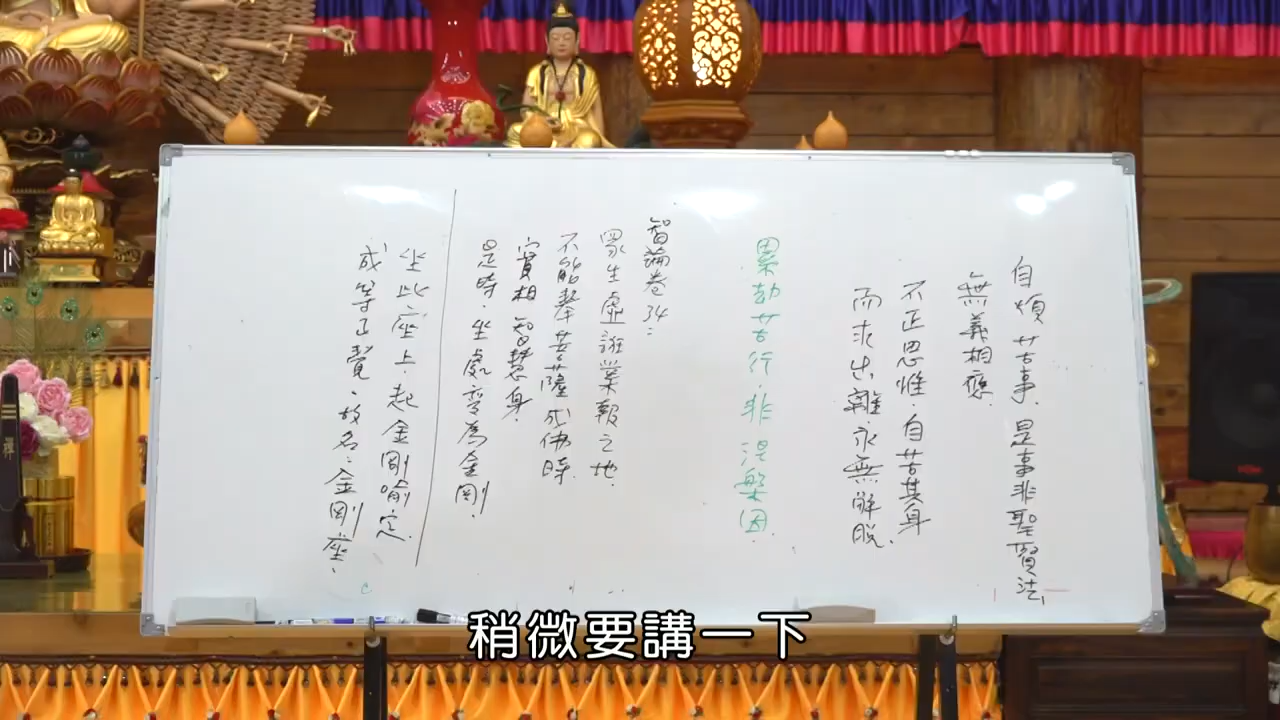 自煩苦事.是事非聖賢法,
無義相應.
不正思惟.自苦其身
而求出離.永無解脫.
累劫苦行.非涅槃因.
智論卷34:
眾生虛誑業報之地.
不能擧菩薩成佛時.
實相智慧身.
是時坐處變為金剛.
坐此座上.起金剛喻定.
成等正覺.故名:金剛座.
稍微要講一下